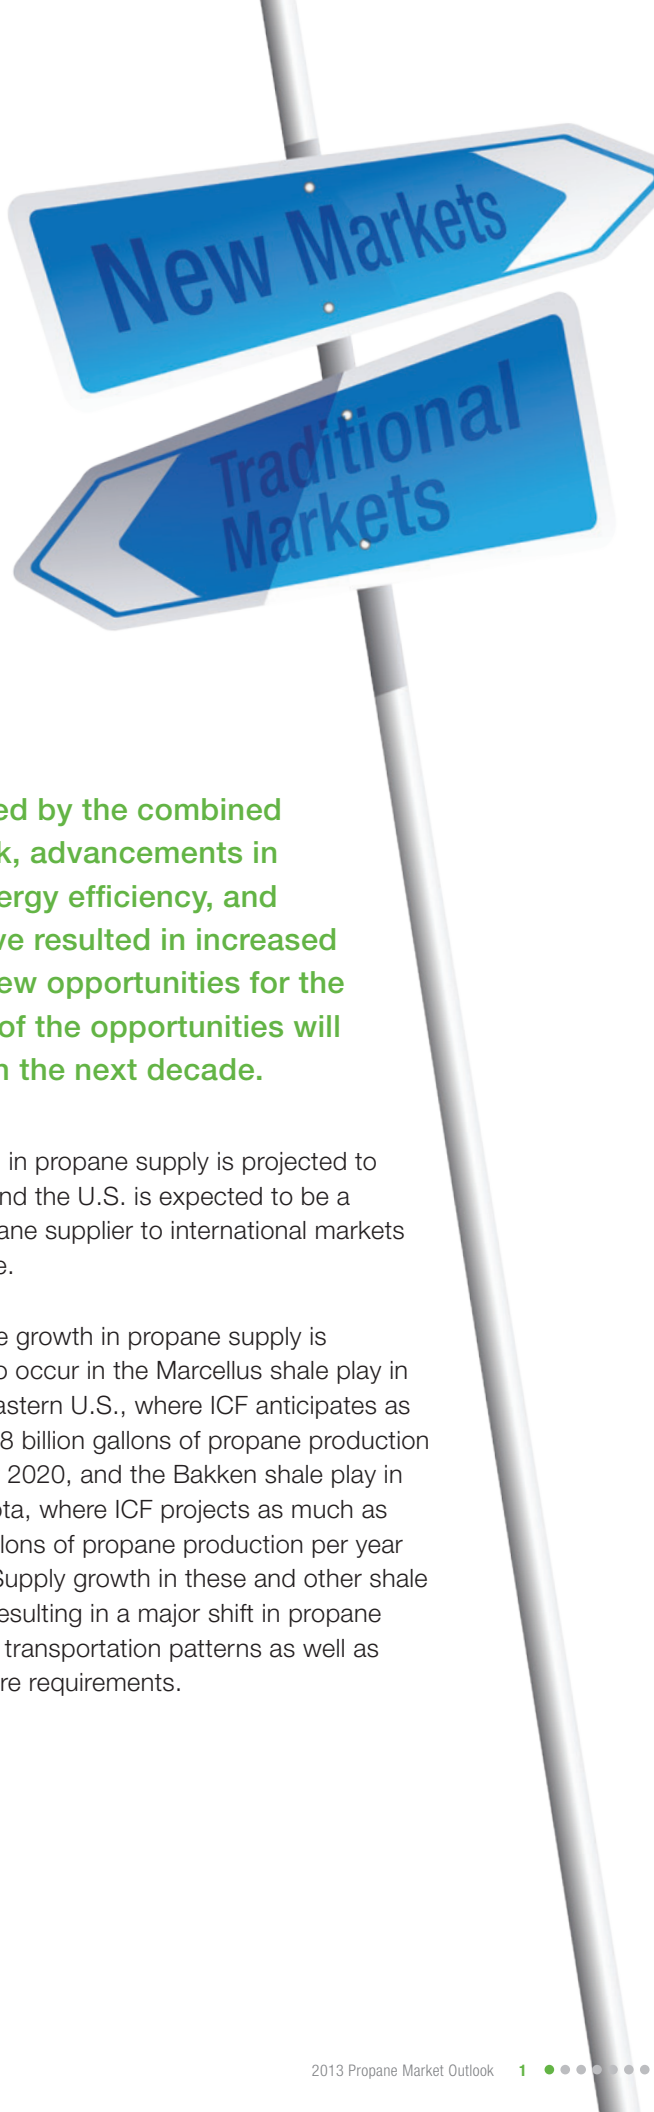 New Markets
Traditional
Markets
ed by the combined
k, advancements in
ergy efficiency, and
ve resulted in increased
ew opportunities for the
of the opportunities will
n the next decade.
in propane supply is projected to
nd the U.S. is expected to be a
ane supplier to international markets
e.
e growth in propane supply is
o occur in the Marcellus shale play in
astern U.S., where ICF anticipates as
8 billion gallons of propane production
2020, and the Bakken shale play in
ota, where ICF projects as much as
llons of propane production per year
Supply growth in these and other shale
esulting in a major shift in propane
transportation patterns as well as
re requirements.
2013 Propane Market Outlook 1